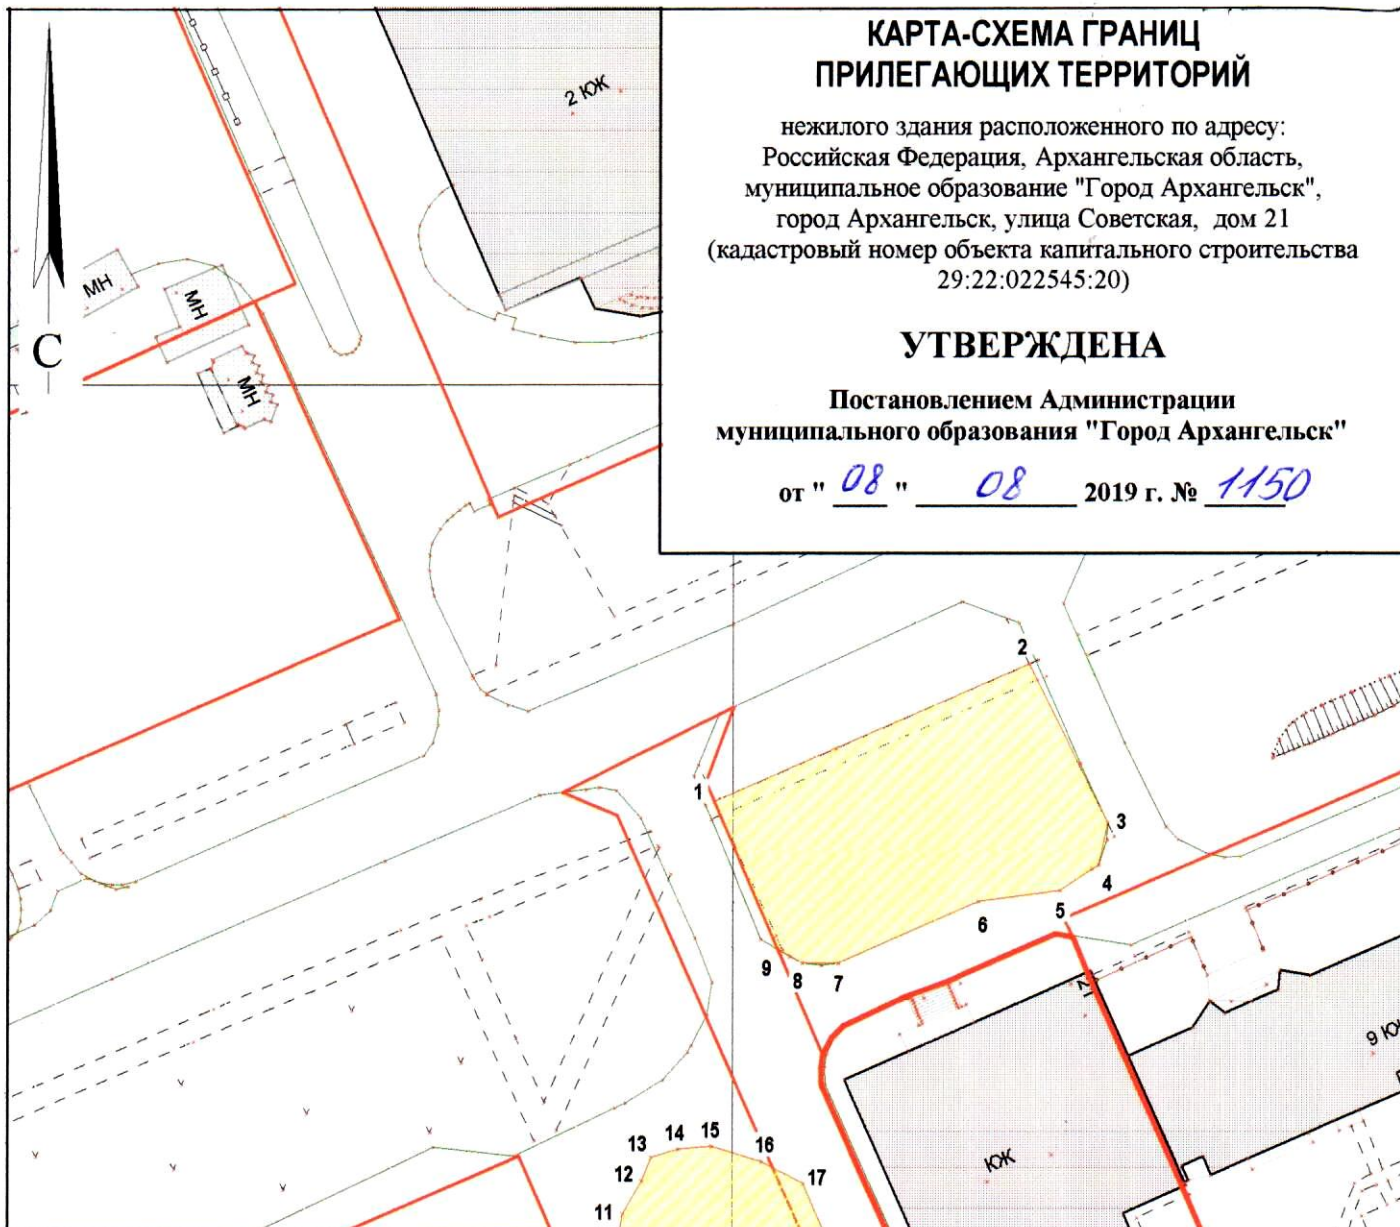 КАРТА-СХЕМА ГРАНИЦ
ПРИЛЕГАЮЩИХ ТЕРРИТОРИЙ
нежилого здания расположенного по адресу:
Российская Федерация, Архангельская область,
муниципальное образование "Город Архангельск",
город Архангельск, улица Советская, дом 21
(кадастровый номер объекта капитального строительства
29:22:022545:20)
УТВЕРЖДЕНА
Постановлением Администрации
муниципального образования "Город Архангельск"
от " 08 " 08 2019 г. № 1150
2 КЖ
МН
МН
МН
С
2
1
3
4
5
6
9
8
7
21
9 КЖ
КЖ
13
14
15
16
12
17
11